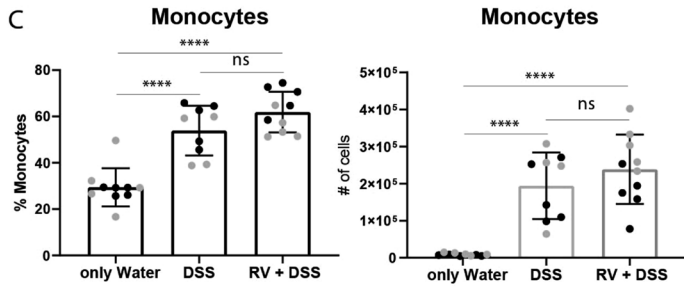 C
Monocytes
****
ns
****
80
60
40
20
0
% Monocytes
only Water
DSS
RV + DSS
Monocytes
****
ns
****
5×10⁵
4×10⁵
3×10⁵
2×10⁵
1×10⁵
0
# of cells
only Water
DSS
RV + DSS